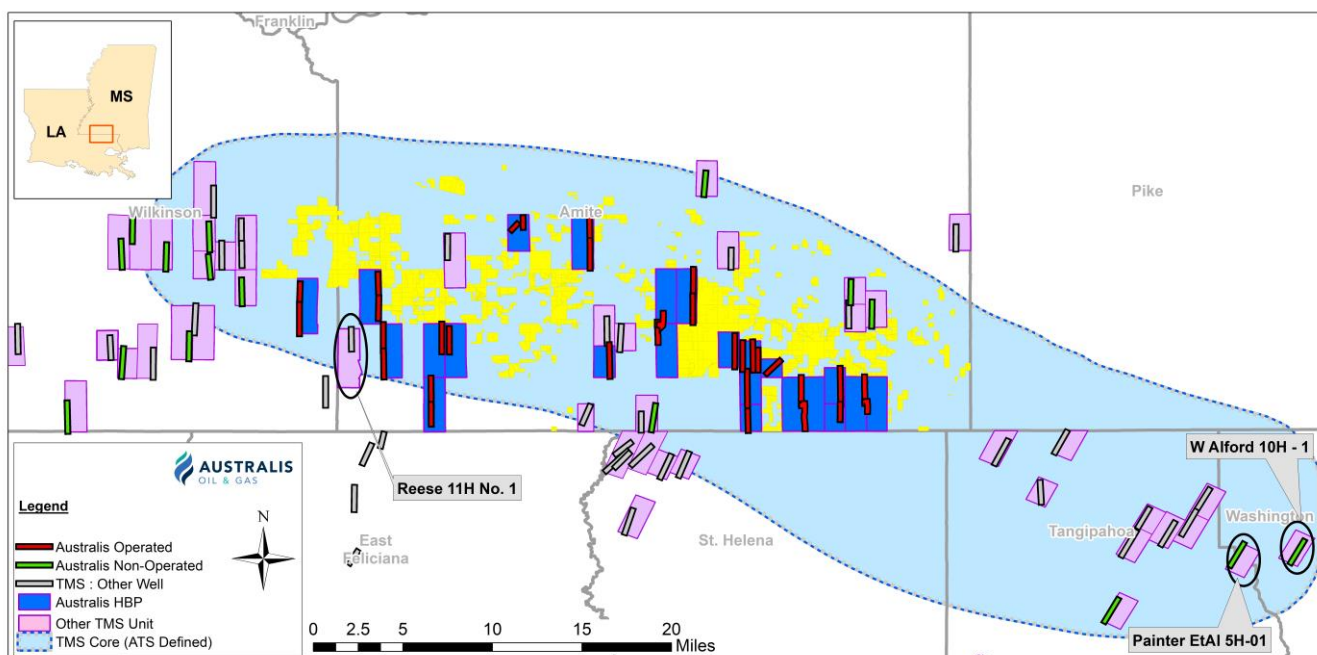 Franklin
MS
LA
Pike
Wilkinson
Amite
W Alford 10H - 1
Reese 11H No. 1
AUSTRALIS
OIL & GAS
Legend
N
Australis Operated
Australis Non-Operated
TMS : Other Well
Australis HBP
Other TMS Unit
TMS Core (ATS Defined)
East
Feliciana
St. Helena
Tangipahoa
Washington
Painter EtAl 5H-01
0 2.5 5 10 15 20
Miles